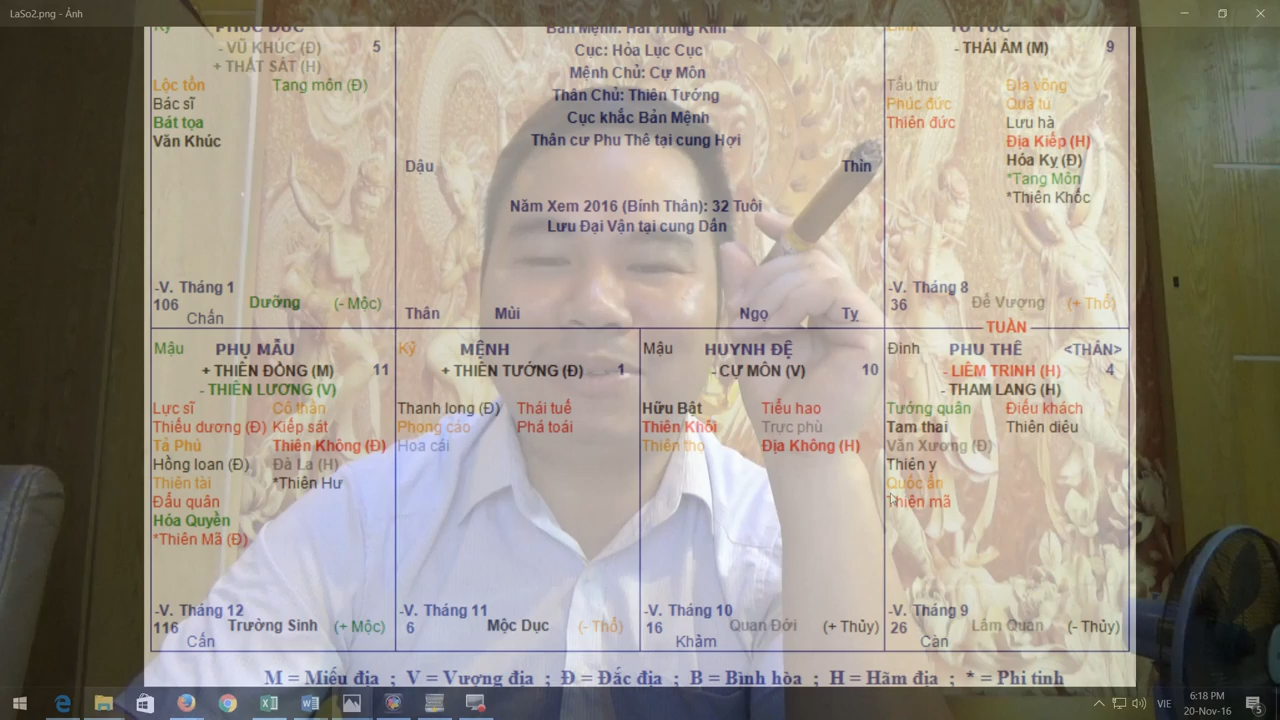 LaSo2.png - Ảnh
Kỷ PHÚC ĐỨC
- VŨ KHÚC (Đ) 5
+ THẤT SÁT (H)
Lộc tồn Tang môn (Đ)
Bác sĩ
Bát tọa
Văn Khúc
-V. Tháng 1
106 Dưỡng (- Mộc)
Chấn
Bản Mệnh: Hải Trung Kim
Cục: Hỏa Lục Cục
Mệnh Chủ: Cự Môn
Thân Chủ: Thiên Tướng
Cục khắc Bản Mệnh
Thân cư Phu Thê tại cung Hợi
Dậu Thìn
Năm Xem 2016 (Bính Thân): 32 Tuổi
Lưu Đại Vận tại cung Dần
Thân Mùi Ngọ Tỵ
TỬ TỨC
- THÁI ÂM (M) 9
Tấu thư Địa võng
Phúc đức Quả tú
Thiên đức Lưu hà
Địa Kiếp (H)
Hóa Kỵ (Đ)
*Tang Môn
*Thiên Khốc
-V. Tháng 8
36 Đế Vượng (+ Thổ)
TUẦN
Mậu PHỤ MẪU
+ THIÊN ĐỒNG (M) 11
- THIÊN LƯƠNG (V)
Lực sĩ Cô thần
Thiếu dương (Đ) Kiếp sát
Tả Phù Thiên Không (Đ)
Hồng loan (Đ) Đà La (H)
Thiên tài *Thiên Hư
Đẩu quân
Hóa Quyền
*Thiên Mã (Đ)
-V. Tháng 12
116 Trường Sinh (+ Mộc)
Cấn
Kỷ MỆNH
+ THIÊN TƯỚNG (Đ) 1
Thanh long (Đ) Thái tuế
Phong cáo Phá toái
Hoa cái
-V. Tháng 11
6 Mộc Dục (- Thổ)
Mậu HUYNH ĐỆ
- CỰ MÔN (V) 10
Hữu Bật Tiểu hao
Thiên Khôi Trực phù
Thiên thọ Địa Không (H)
-V. Tháng 10
16 Quan Đới (+ Thủy)
Khảm
Đinh PHU THÊ <THÂN>
- LIÊM TRINH (H) 4
- THAM LANG (H)
Tướng quân Điếu khách
Tam thai Thiên diêu
Văn Xương (Đ)
Thiên y
Quốc ấn
Thiên mã
-V. Tháng 9
26 Lâm Quan (- Thủy)
Càn
M = Miếu địa ; V = Vượng địa ; Đ = Đắc địa ; B = Bình hòa ; H = Hãm địa ; * = Phi tinh
VIE
6:18 PM
20-Nov-16
5